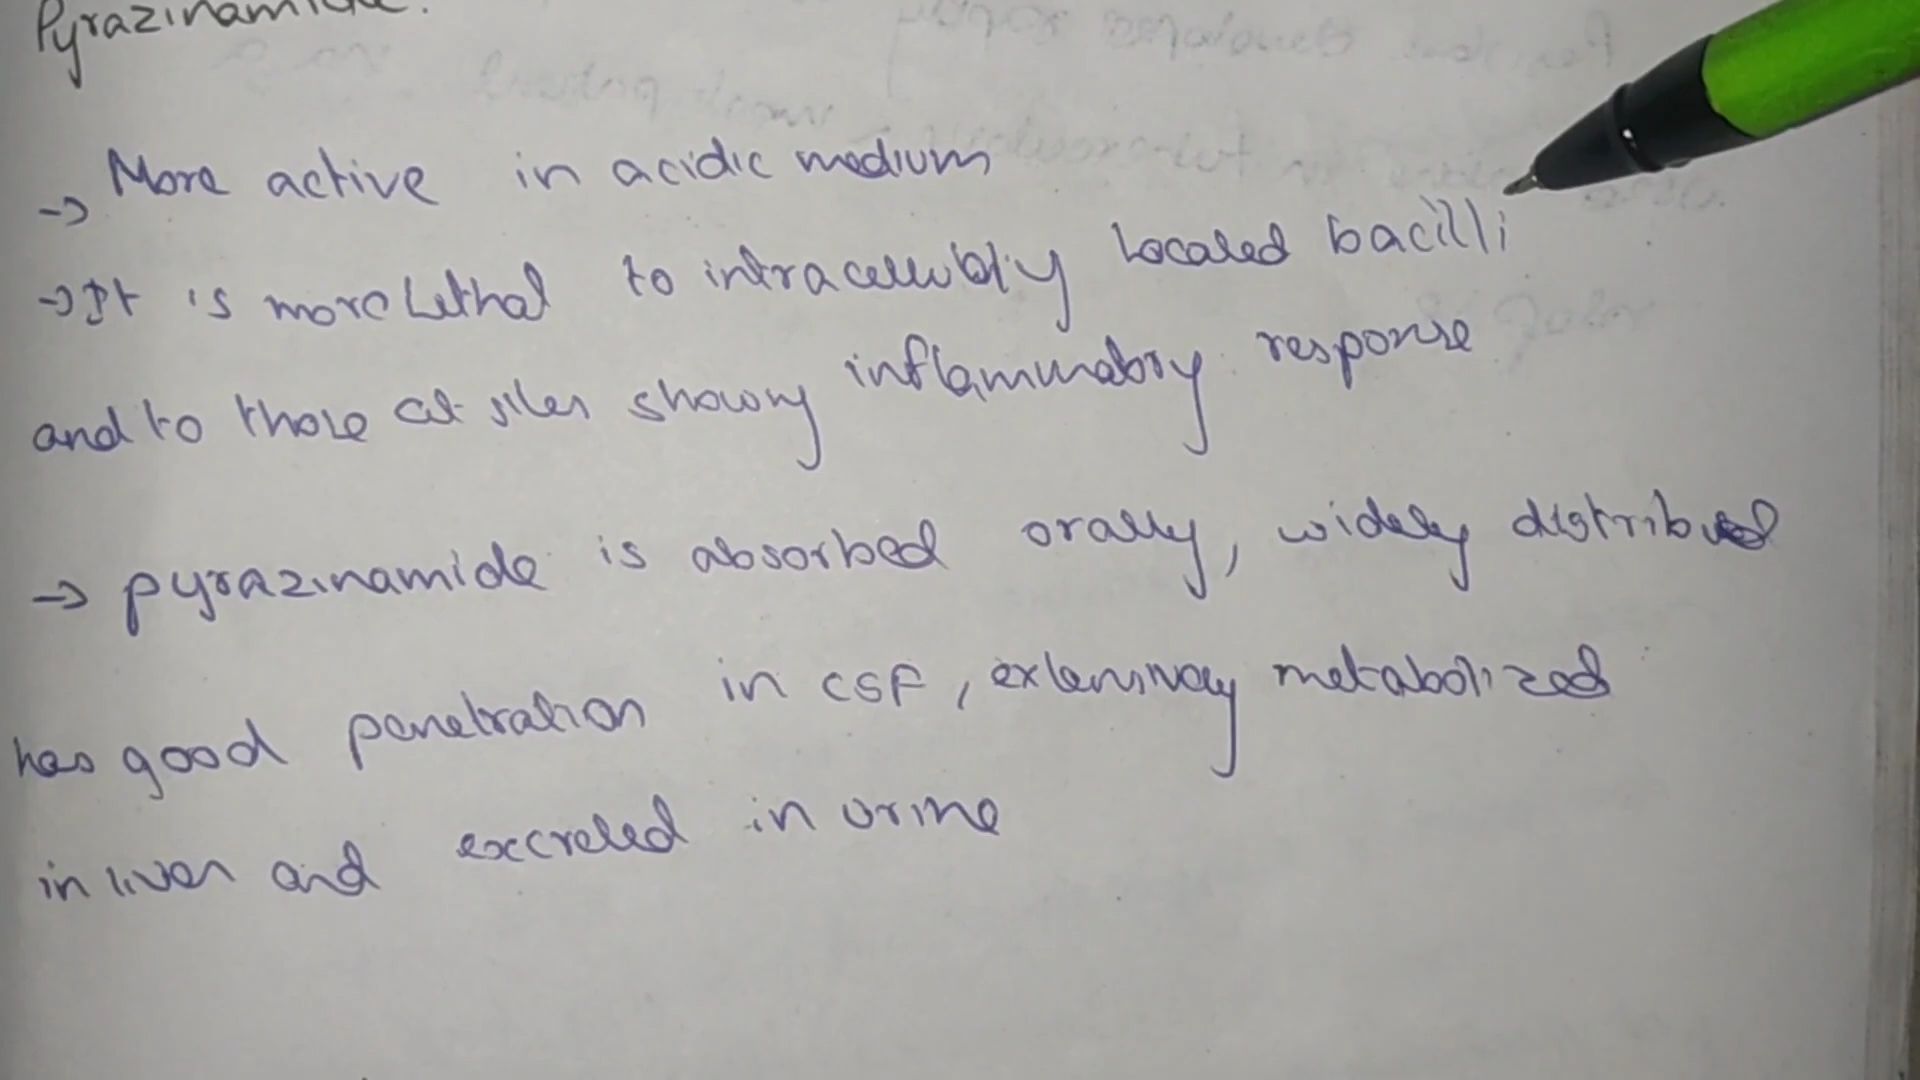 Pyrazinamide.
→ More active in acidic medium
→ It is more Lethal to intracellularly Located bacilli
and to those at sites showing inflammatory response
→ pyrazinamide is absorbed orally, widely distributed
has good penetration in CSF, extensively metabolized
in liver and excreted in urine